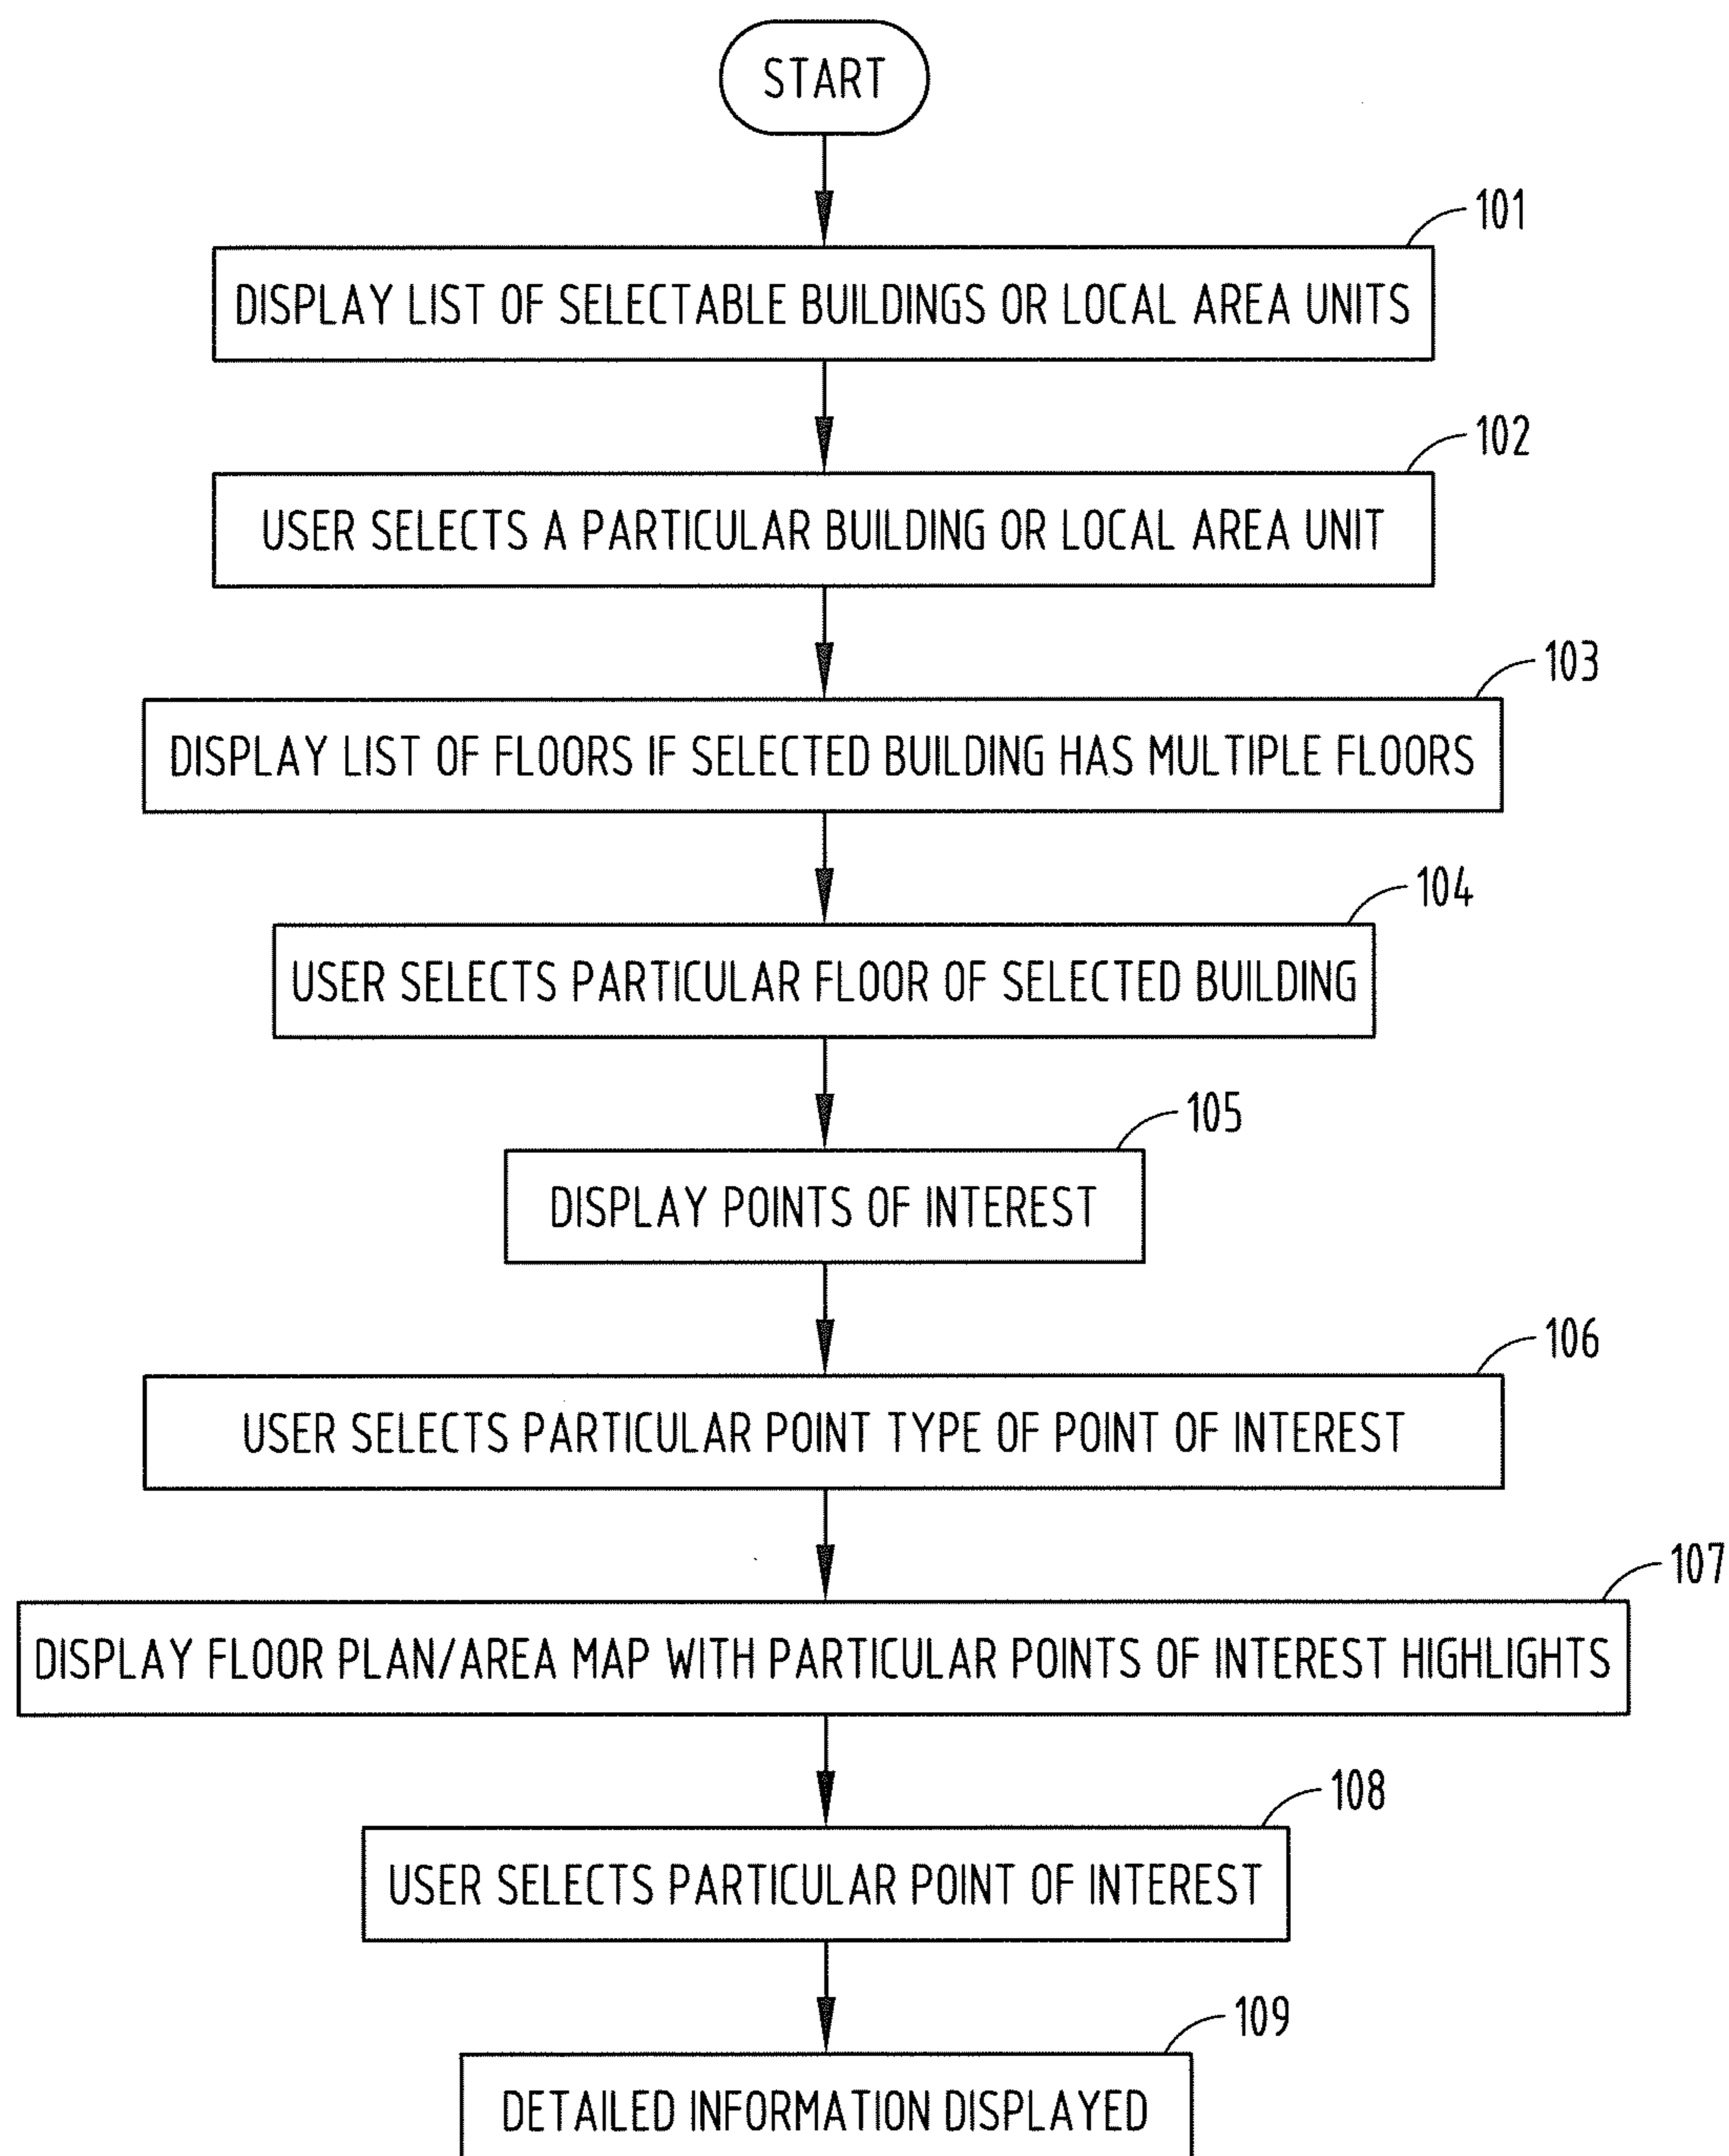 START
101
DISPLAY LIST OF SELECTABLE BUILDINGS OR LOCAL AREA UNITS
102
USER SELECTS A PARTICULAR BUILDING OR LOCAL AREA UNIT
103
DISPLAY LIST OF FLOORS IF SELECTED BUILDING HAS MULTIPLE FLOORS
104
USER SELECTS PARTICULAR FLOOR OF SELECTED BUILDING
105
DISPLAY POINTS OF INTEREST
106
USER SELECTS PARTICULAR POINT TYPE OF POINT OF INTEREST
107
DISPLAY FLOOR PLAN/AREA MAP WITH PARTICULAR POINTS OF INTEREST HIGHLIGHTS
108
USER SELECTS PARTICULAR POINT OF INTEREST
109
DETAILED INFORMATION DISPLAYED